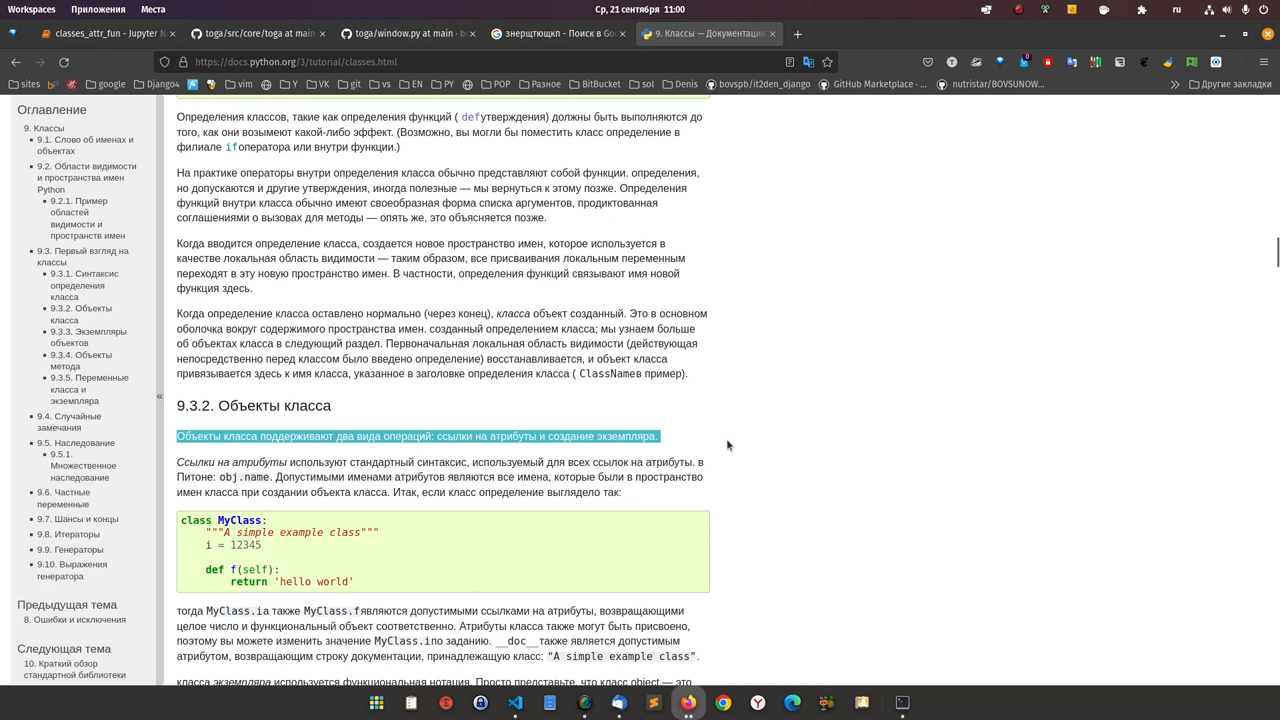 Workspaces Applications Места Ср, 21 сентября 11:00 ru
classes_attr_fun - Jupyter N × toga/src/core/toga at main × toga/window.py at main · b × знерщтющкп - Поиск в Go × 9. Классы — Документация × +
https://docs.python.org/3/tutorial/classes.html
sites google Django4 vim Y VK git vs EN PY POP Разное BitBucket sol Denis bovspb/it2den_django GitHub Marketplace · ... nutristar/BOVSUNOW... Другие закладки
Оглавление
9. Классы
9.1. Слово об именах и
объектах
9.2. Области видимости
и пространства имен
Python
9.2.1. Пример
областей
видимости и
пространств имен
9.3. Первый взгляд на
классы
9.3.1. Синтаксис
определения
класса
9.3.2. Объекты
класса
9.3.3. Экземпляры
объектов
9.3.4. Объекты
метода
9.3.5. Переменные
класса и
экземпляра
9.4. Случайные
замечания
9.5. Наследование
9.5.1.
Множественное
наследование
9.6. Частные
переменные
9.7. Шансы и концы
9.8. Итераторы
9.9. Генераторы
9.10. Выражения
генератора
Предыдущая тема
8. Ошибки и исключения
Следующая тема
10. Краткий обзор
стандартной библиотеки
«
Определения классов, такие как определения функций ( defутверждения) должны быть выполняются до
того, как они возымеют какой-либо эффект. (Возможно, вы могли бы поместить класс определение в
филиале ifоператора или внутри функции.)
На практике операторы внутри определения класса обычно представляют собой функции. определения,
но допускаются и другие утверждения, иногда полезные — мы вернуться к этому позже. Определения
функций внутри класса обычно имеют своеобразная форма списка аргументов, продиктованная
соглашениями о вызовах для методы — опять же, это объясняется позже.
Когда вводится определение класса, создается новое пространство имен, которое используется в
качестве локальная область видимости — таким образом, все присваивания локальным переменным
переходят в эту новую пространство имен. В частности, определения функций связывают имя новой
функция здесь.
Когда определение класса оставлено нормально (через конец), класса объект созданный. Это в основном
оболочка вокруг содержимого пространства имен. созданный определением класса; мы узнаем больше
об объектах класса в следующий раздел. Первоначальная локальная область видимости (действующая
непосредственно перед классом было введено определение) восстанавливается, и объект класса
привязывается здесь к имя класса, указанное в заголовке определения класса ( ClassNameв пример).
9.3.2. Объекты класса
Объекты класса поддерживают два вида операций: ссылки на атрибуты и создание экземпляра.
Ссылки на атрибуты используют стандартный синтаксис, используемый для всех ссылок на атрибуты. в
Питоне: obj.name. Допустимыми именами атрибутов являются все имена, которые были в пространство
имен класса при создании объекта класса. Итак, если класс определение выглядело так:
class MyClass:
"""A simple example class"""
i = 12345
def f(self):
return 'hello world'
тогда MyClass.iа также MyClass.fявляются допустимыми ссылками на атрибуты, возвращающими
целое число и функциональный объект соответственно. Атрибуты класса также могут быть присвоено,
поэтому вы можете изменить значение MyClass.iпо заданию. __doc__также является допустимым
атрибутом, возвращающим строку документации, принадлежащую класс: "A simple example class".
класса экземпляра используется функциональная нотация. Просто представьте, что класс object — это